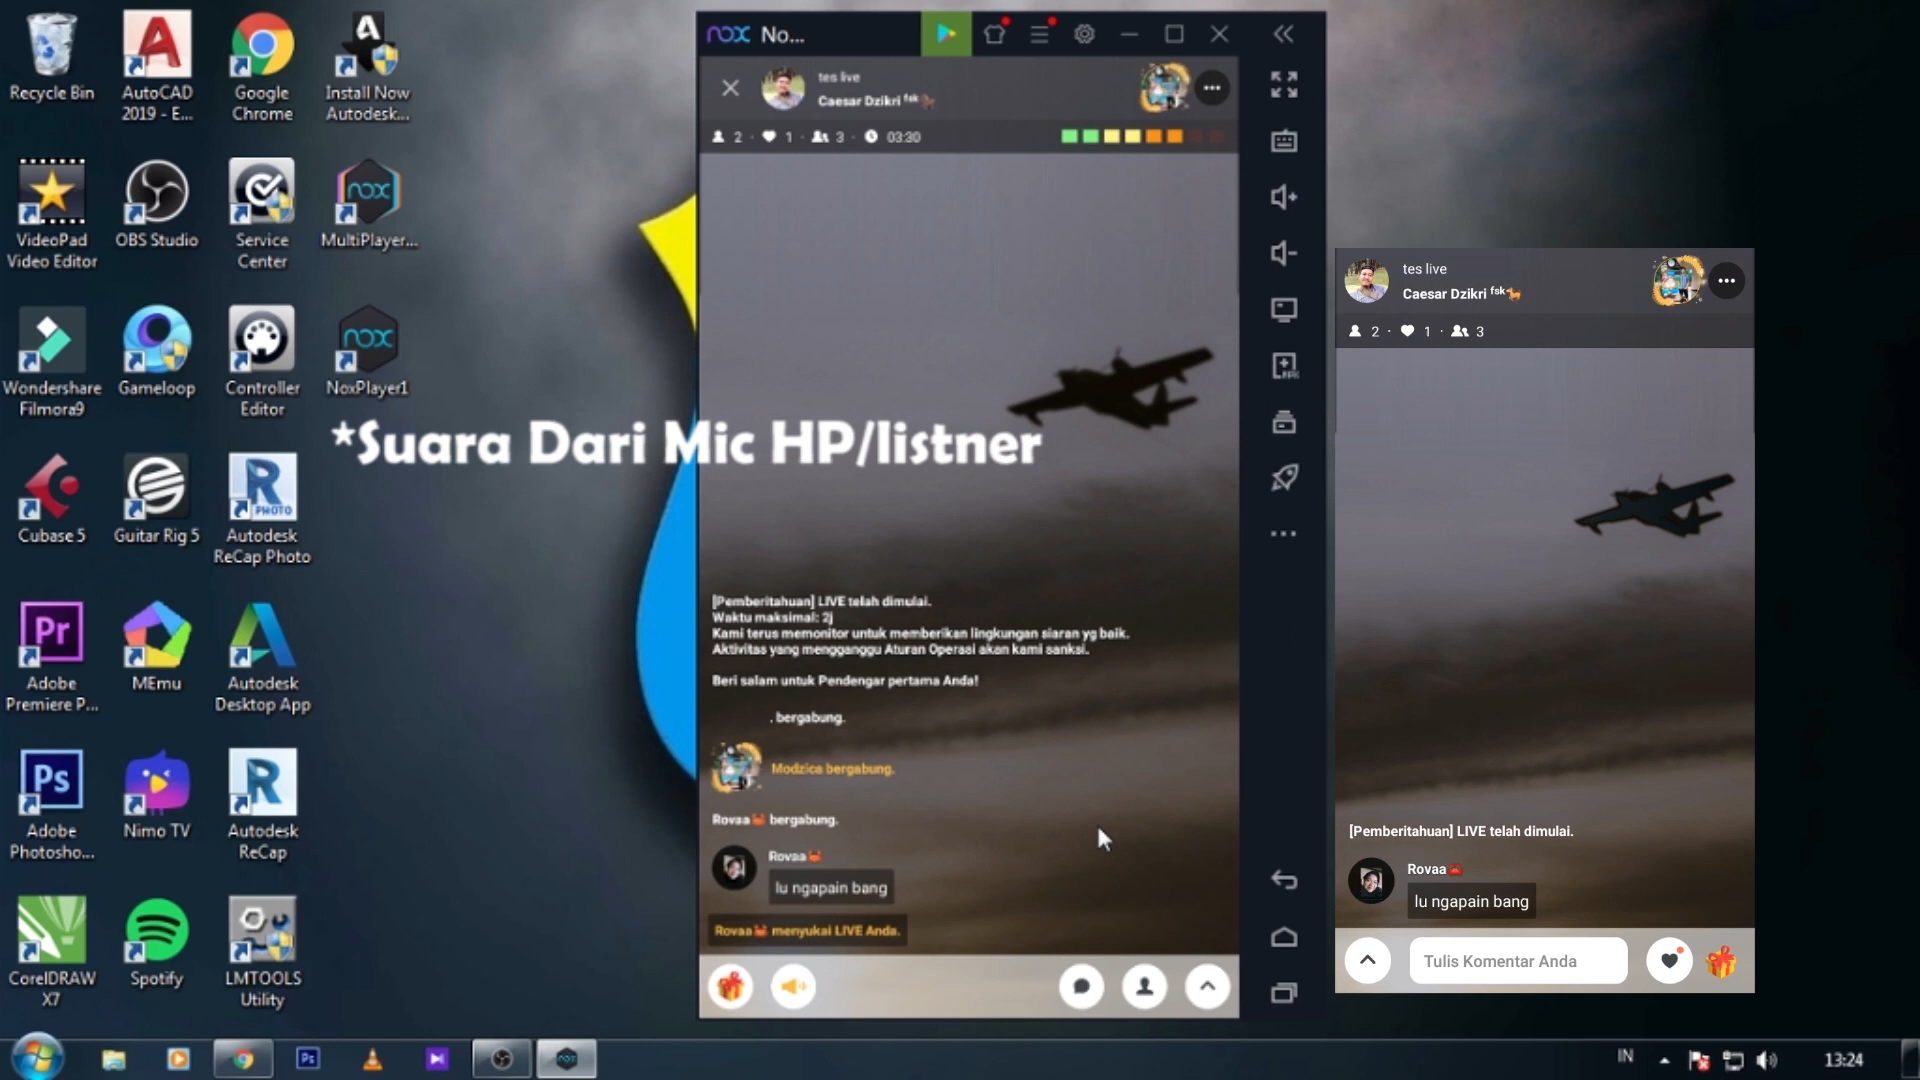 Recycle Bin
AutoCAD
2019 - E...
Google
Chrome
Install Now
Autodesk...
VideoPad
Video Editor
OBS Studio
Service
Center
MultiPlayer...
Wondershare
Filmora9
Gameloop
Controller
Editor
NoxPlayer1
Cubase 5
Guitar Rig 5
PHOTO
Autodesk
ReCap Photo
Adobe
Premiere P...
MEmu
Autodesk
Desktop App
Adobe
Photosho...
Nimo TV
Autodesk
ReCap
CorelDRAW
X7
Spotify
LMTOOLS
Utility
*Suara Dari Mic HP/listner
nox No...
tes live
Caesar Dzikri fsk
2 · 1 · 3 · 03:30
[Pemberitahuan] LIVE telah dimulai.
Waktu maksimal: 2j
Kami terus memonitor untuk memberikan lingkungan siaran yg baik.
Aktivitas yang mengganggu Aturan Operasi akan kami sanksi.
Beri salam untuk Pendengar pertama Anda!
. bergabung.
Modzica bergabung.
Rovaa bergabung.
Rovaa
lu ngapain bang
Rovaa menyukai LIVE Anda.
tes live
Caesar Dzikri fsk
2 · 1 · 3
[Pemberitahuan] LIVE telah dimulai.
Rovaa
lu ngapain bang
Tulis Komentar Anda
IN
13:24